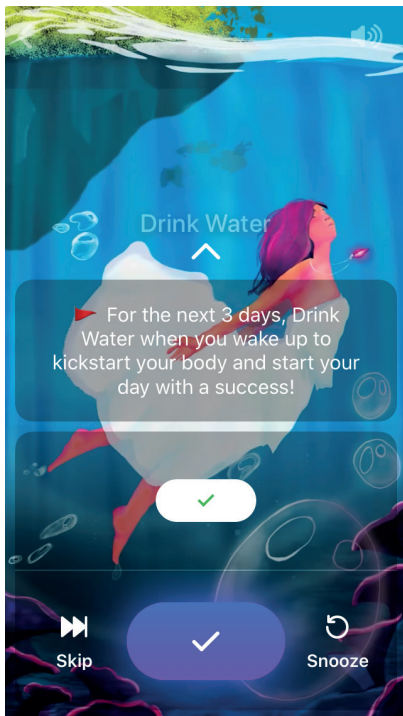 Drink Water
For the next 3 days, Drink
Water when you wake up to
kickstart your body and start your
day with a success!
Skip
Snooze